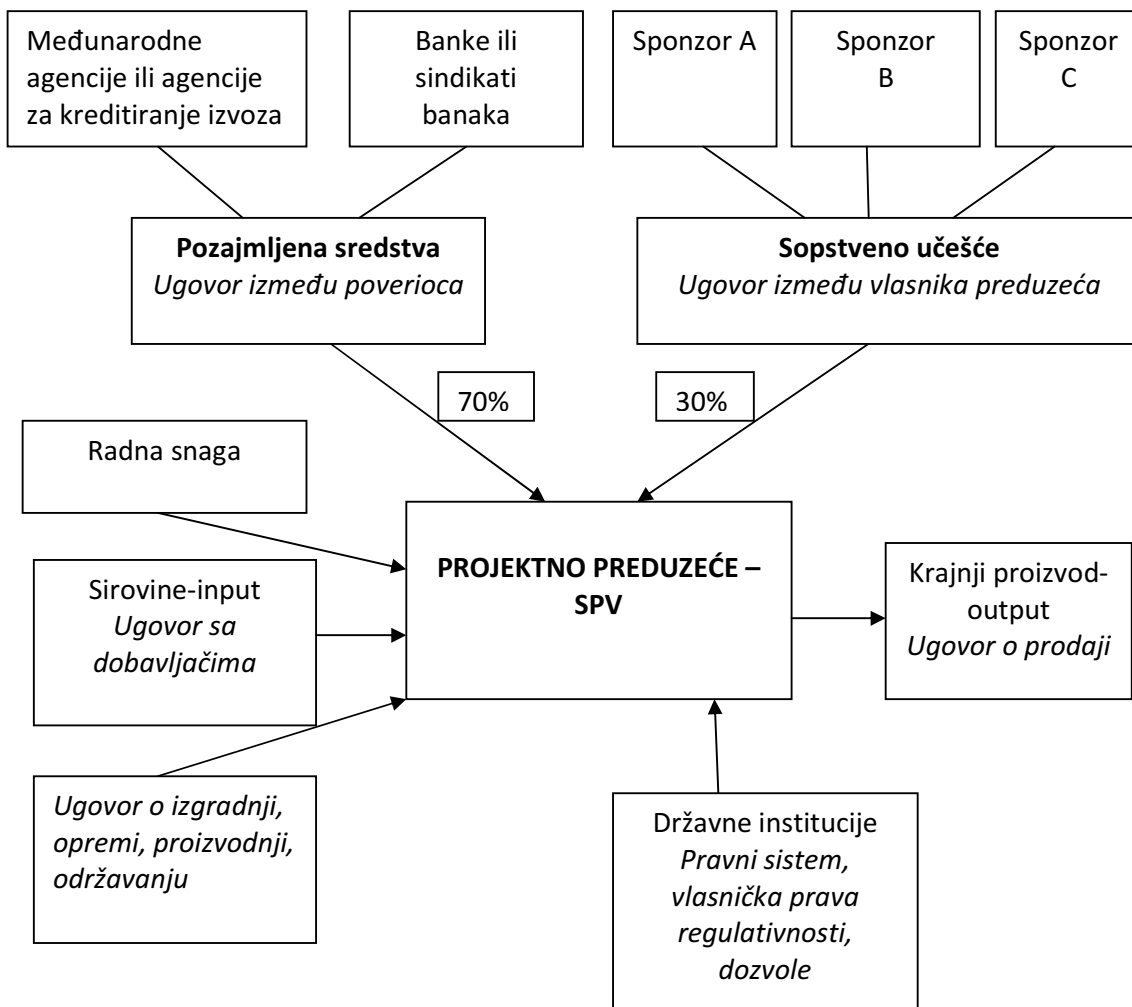 Međunarodne
agencije ili agencije
za kreditiranje izvoza
Banke ili
sindikati
banaka
Sponzor A
Sponzor
B
Sponzor
C
Pozajmljena sredstva
Ugovor između poverioca
Sopstveno učešće
Ugovor između vlasnika preduzeća
70%
30%
Radna snaga
Sirovine-input
Ugovor sa
dobavljačima
PROJEKTNO PREDUZEĆE –
SPV
Krajnji proizvod-
output
Ugovor o prodaji
Ugovor o izgradnji,
opremi, proizvodnji,
održavanju
Državne institucije
Pravni sistem,
vlasnička prava
regulativnosti,
dozvole